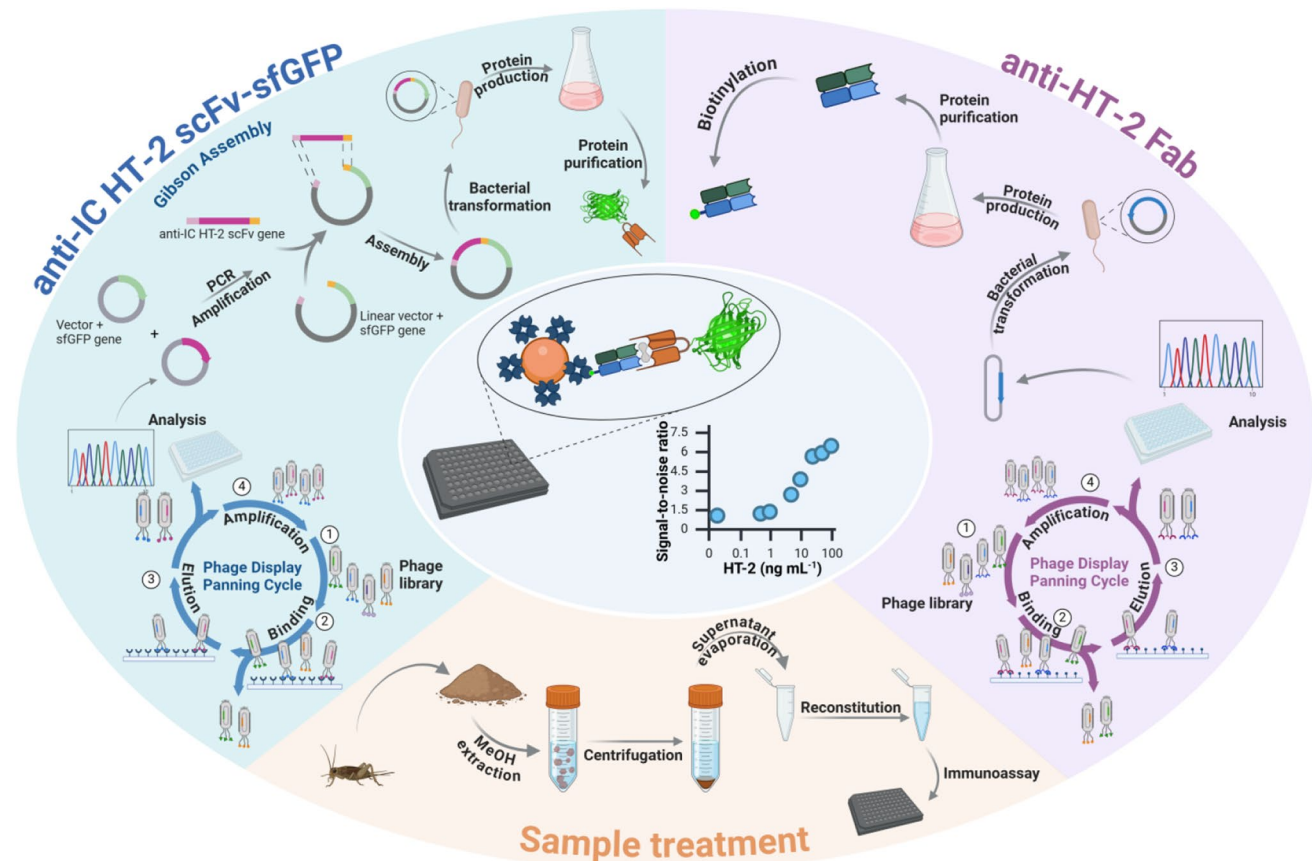 anti-IC HT-2 scFv-sfGFP
Gibson Assembly
anti-IC HT-2 scFv gene
Vector +
sfGFP gene
+
PCR
Amplification
Linear vector +
sfGFP gene
Assembly
Bacterial
transformation
Protein
production
Protein
purification
Analysis
1
4
Amplification
1
Phage
library
Phage Display
Panning Cycle
3
Elution
Binding
2
anti-HT-2 Fab
Biotinylation
Protein
purification
Protein
production
Bacterial
transformation
1
10
Analysis
4
Amplification
1
Phage library
Phage Display
Panning Cycle
3
Elution
Binding
2
Signal-to-noise ratio
7.5
6
4.5
3
1.5
0
0
0.1
1
10
100
HT-2 (ng mL-1)
MeOH
extraction
Centrifugation
Supernatant
evaporation
Reconstitution
Immunoassay
Sample treatment